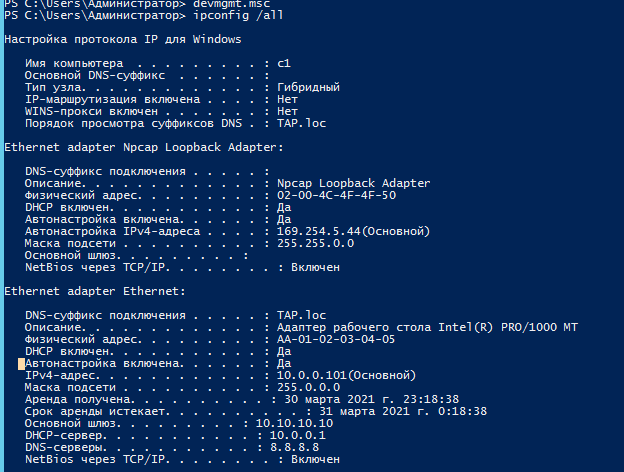 PS C:\Users\Администратор> devmgmt.msc
PS C:\Users\Администратор> ipconfig /all
Настройка протокола IP для Windows
Имя компьютера . . . . . . . . . : c1
Основной DNS-суффикс . . . . . . :
Тип узла. . . . . . . . . . . . . : Гибридный
IP-маршрутизация включена . . . . : Нет
WINS-прокси включен . . . . . . . : Нет
Порядок просмотра суффиксов DNS . : TAP.loc
Ethernet adapter Npcap Loopback Adapter:
DNS-суффикс подключения . . . . . :
Описание. . . . . . . . . . . . . : Npcap Loopback Adapter
Физический адрес. . . . . . . . . : 02-00-4C-4F-4F-50
DHCP включен. . . . . . . . . . . : Да
Автонастройка включена. . . . . . : Да
Автонастройка IPv4-адреса . . . . : 169.254.5.44(Основной)
Маска подсети . . . . . . . . . . : 255.255.0.0
Основной шлюз. . . . . . . . . :
NetBios через TCP/IP. . . . . . . . : Включен
Ethernet adapter Ethernet:
DNS-суффикс подключения . . . . . : TAP.loc
Описание. . . . . . . . . . . . . : Адаптер рабочего стола Intel(R) PRO/1000 MT
Физический адрес. . . . . . . . . : AA-01-02-03-04-05
DHCP включен. . . . . . . . . . . : Да
Автонастройка включена. . . . . . : Да
IPv4-адрес. . . . . . . . . . . . : 10.0.0.101(Основной)
Маска подсети . . . . . . . . . . : 255.0.0.0
Аренда получена. . . . . . . . . . : 30 марта 2021 г. 23:18:38
Срок аренды истекает. . . . . . . . . . : 31 марта 2021 г. 0:18:38
Основной шлюз. . . . . . . . . : 10.10.10.10
DHCP-сервер. . . . . . . . . . . : 10.0.0.1
DNS-серверы. . . . . . . . . . . : 8.8.8.8
NetBios через TCP/IP. . . . . . . . : Включен